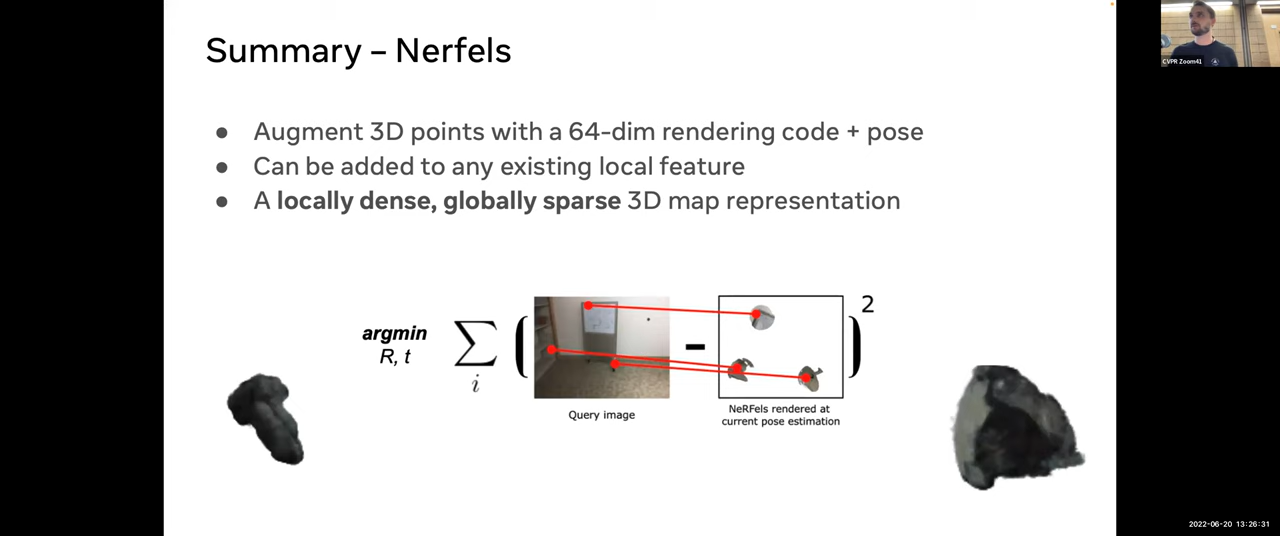 Summary – Nerfels
● Augment 3D points with a 64-dim rendering code + pose
● Can be added to any existing local feature
● A locally dense, globally sparse 3D map representation
argmin
R, t
∑
i
( - )
2
Query image
NeRFels rendered at
current pose estimation
CVPR Zoom41
2022-06-20 13:26:31